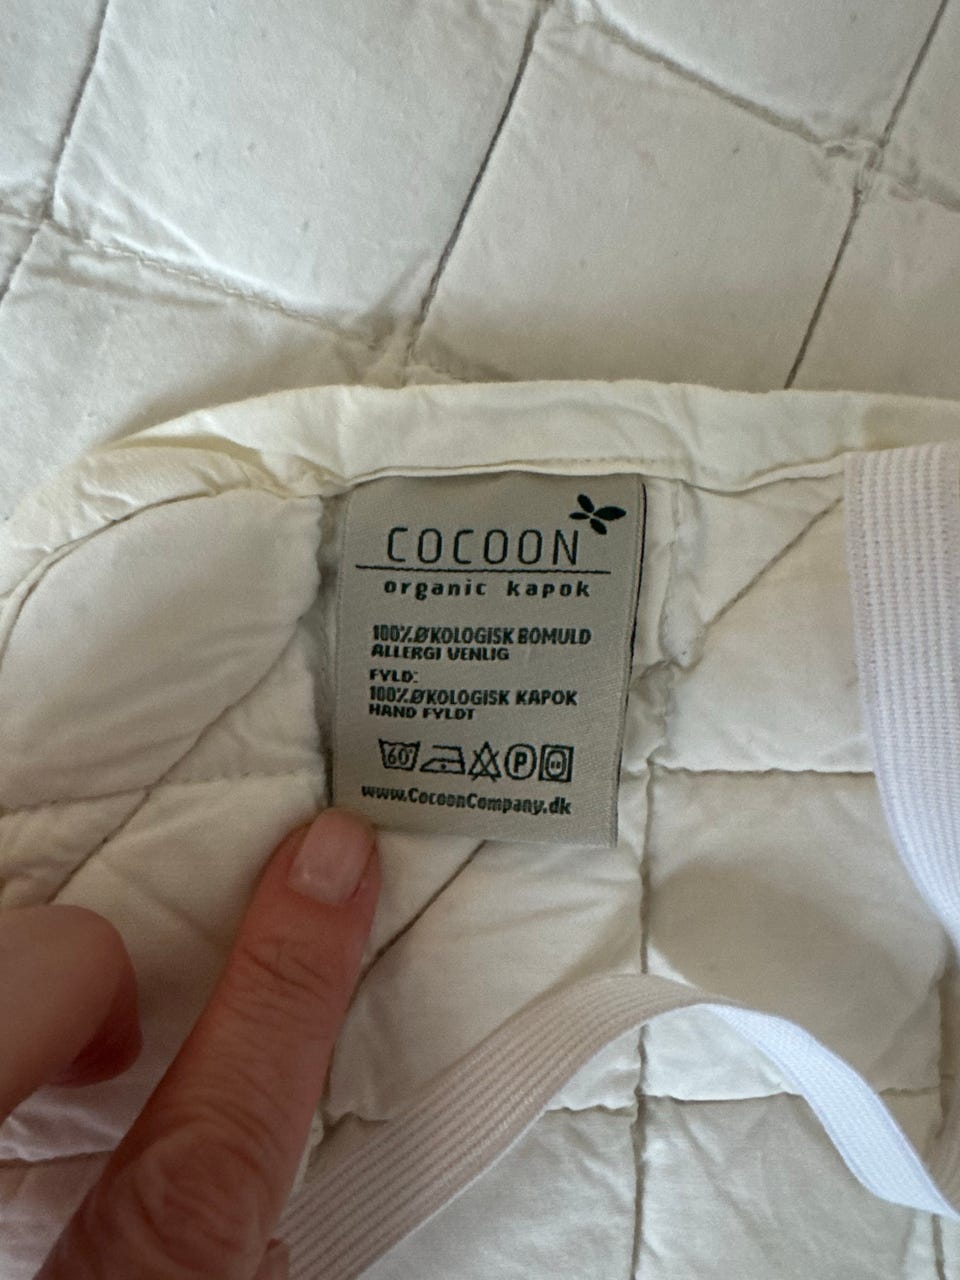 COCOON
organic kapok
100% ØKOLOGISK BOMULD
ALLERGI VENLIG
FYLD:
100% ØKOLOGISK KAPOK
HAND FYLDT
60° P
www.CocoonCompany.dk